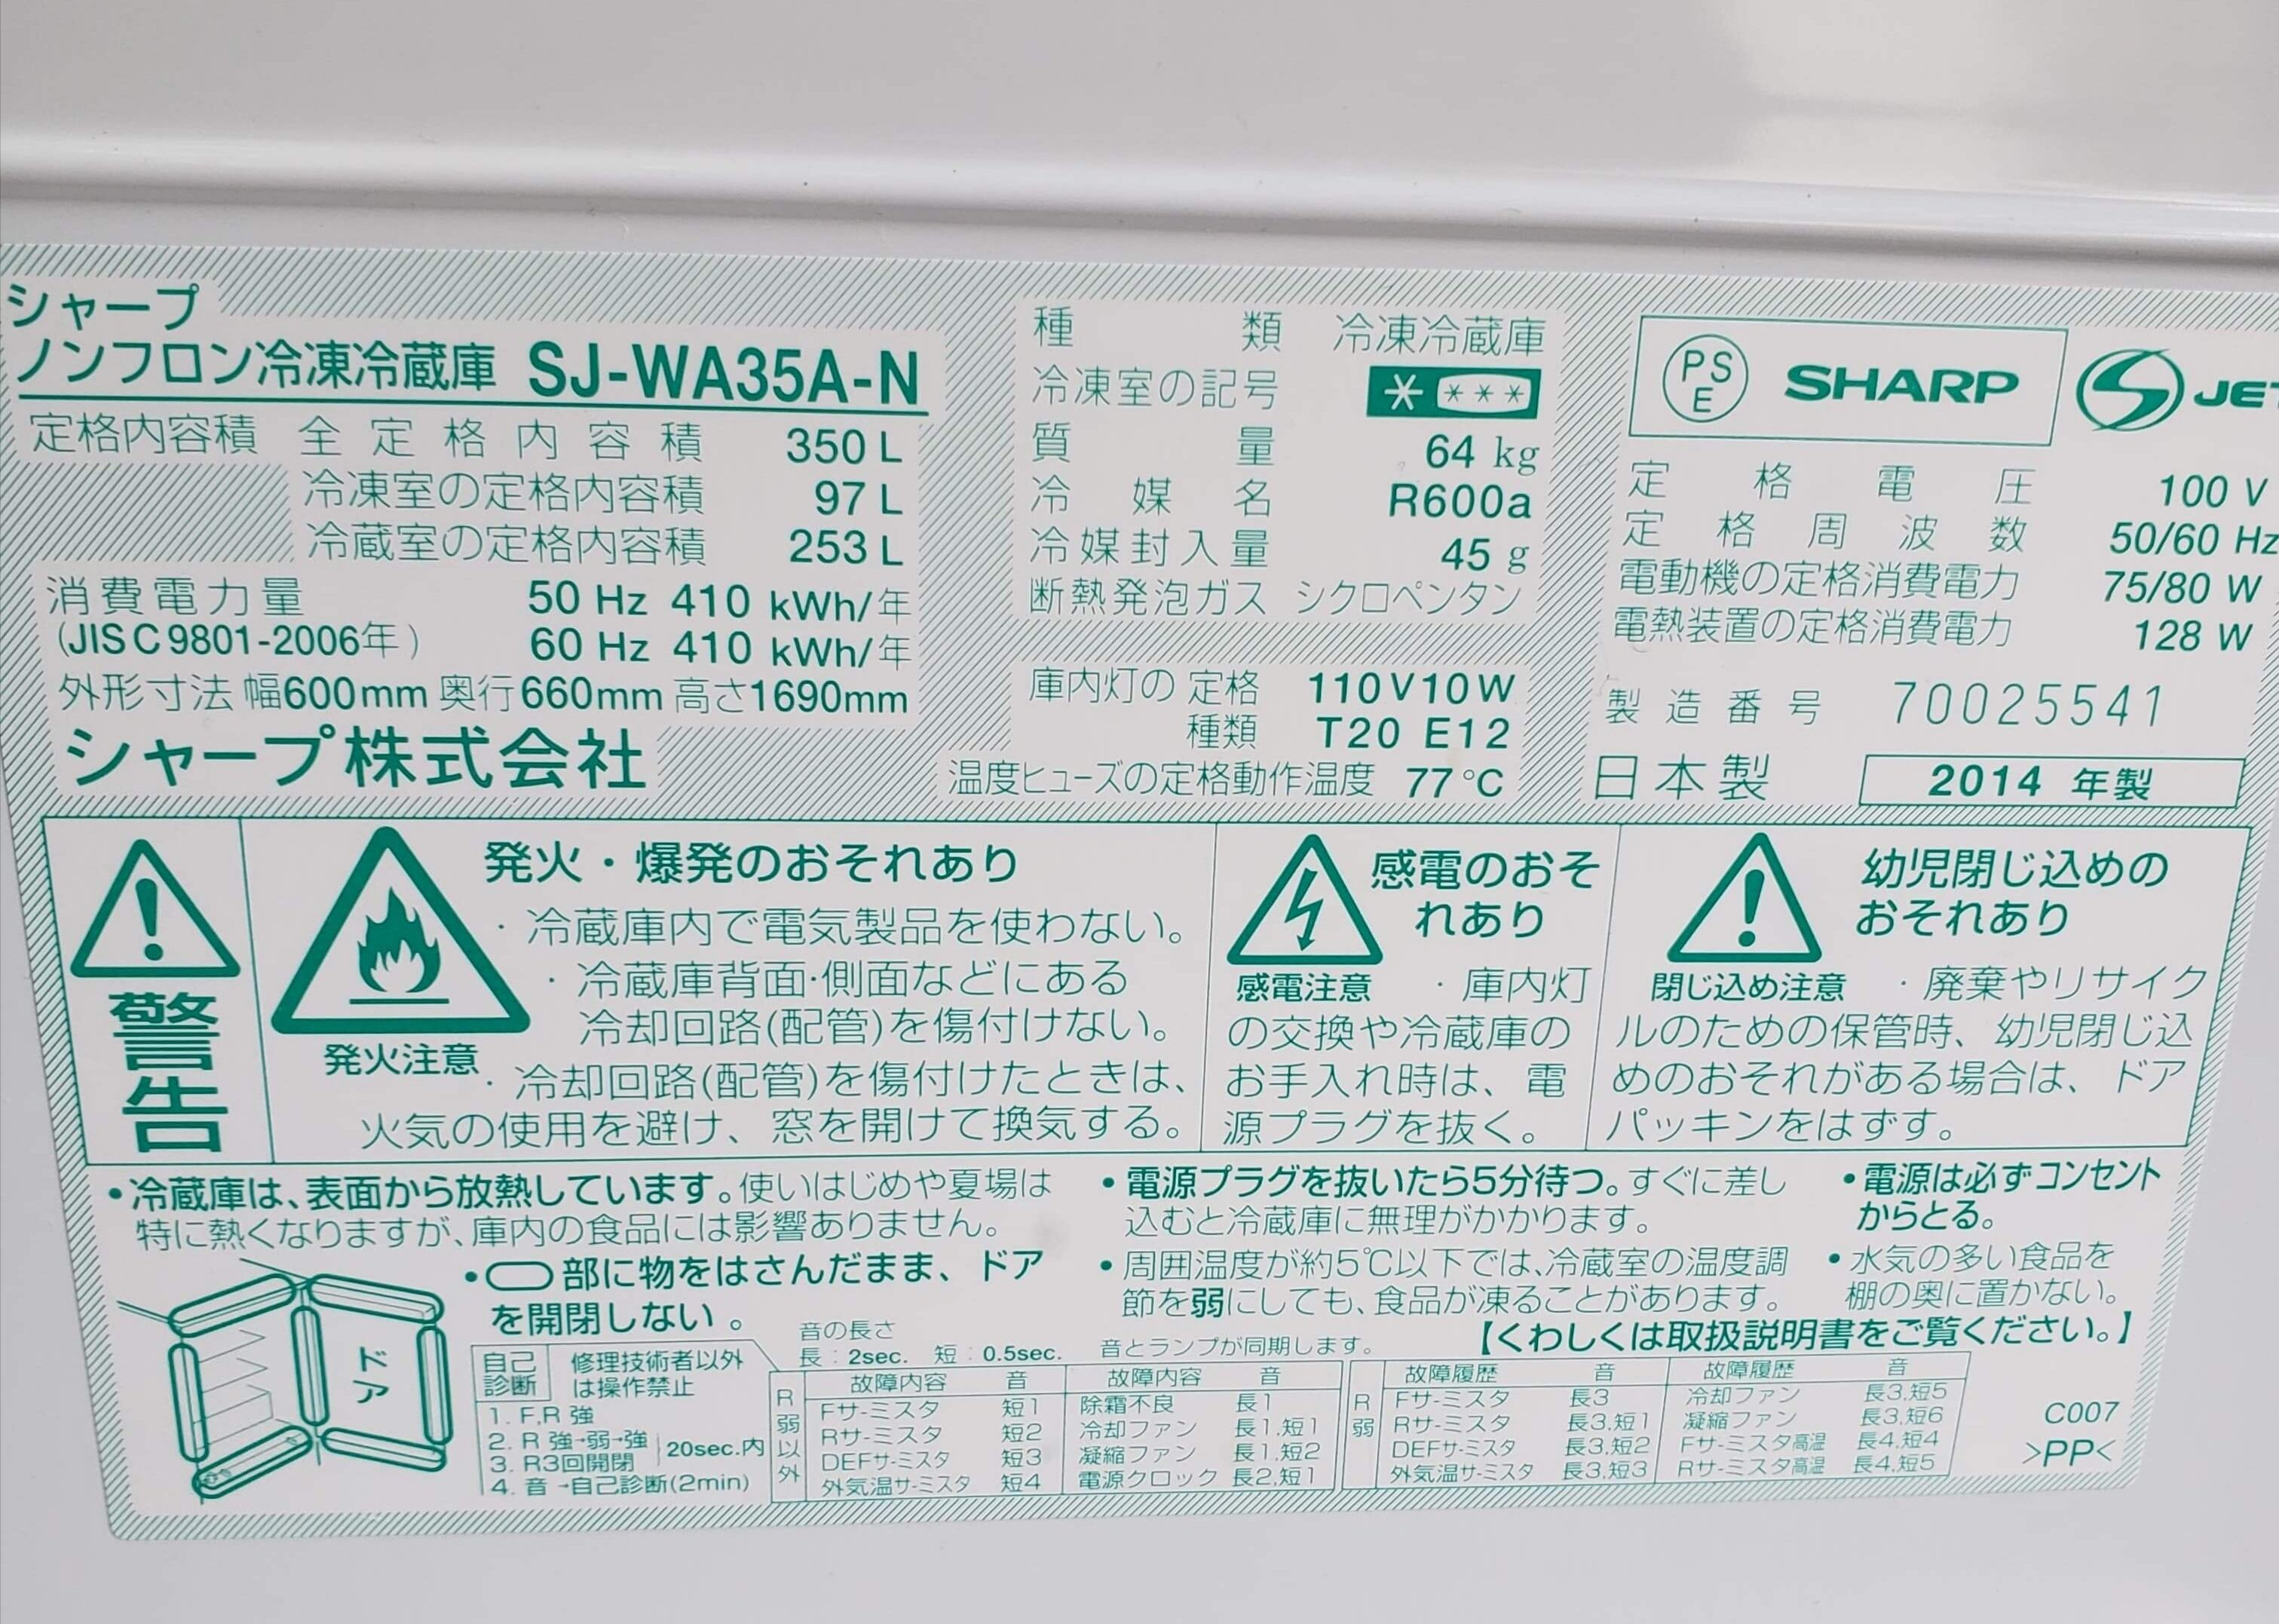 シャープ
ノンフロン冷凍冷蔵庫 SJ-WA35A-N
定格内容積 全定格内容積 350 L
冷凍室の定格内容積 97 L
冷蔵室の定格内容積 253 L
消費電力量 50 Hz 410 kWh/年
(JIS C 9801-2006年) 60 Hz 410 kWh/年
外形寸法 幅600mm 奥行660mm 高さ1690mm
シャープ株式会社
種類 冷凍冷蔵庫
冷凍室の記号 * ***
質量 64 kg
冷媒名 R600a
冷媒封入量 45 g
断熱発泡ガス シクロペンタン
庫内灯の 定格 110V10W
種類 T20 E12
温度ヒューズの定格動作温度 77℃
PSE SHARP JET
定格電圧 100 V
定格周波数 50/60 Hz
電動機の定格消費電力 75/80 W
電熱装置の定格消費電力 128 W
製造番号 70025541
日本製 2014 年製
警告
発火注意
発火・爆発のおそれあり
・冷蔵庫内で電気製品を使わない。
・冷蔵庫背面・側面などにある
冷却回路(配管)を傷付けない。
・冷却回路(配管)を傷付けたときは、
火気の使用を避け、窓を開けて換気する。
感電のおそ
れあり
感電注意 ・庫内灯
の交換や冷蔵庫の
お手入れ時は、電
源プラグを抜く。
幼児閉じ込めの
おそれあり
閉じ込め注意 ・廃棄やリサイク
ルのための保管時、幼児閉じ込
めのおそれがある場合は、ドア
パッキンをはずす。
•冷蔵庫は、表面から放熱しています。使いはじめや夏場は
特に熱くなりますが、庫内の食品には影響ありません。
•部に物をはさんだまま、ドア
を開閉しない。
ドア
•電源プラグを抜いたら5分待つ。すぐに差し
込むと冷蔵庫に無理がかかります。
•周囲温度が約5℃以下では、冷蔵室の温度調
節を弱にしても、食品が凍ることがあります。
•電源は必ずコンセント
からとる。
•水気の多い食品を
棚の奥に置かない。
【くわしくは取扱説明書をご覧ください。】
自己診断 修理技術者以外
は操作禁止
1. F,R 強
2. R 強→弱→強
3. R3回開閉 20sec.内
4. 音→自己診断(2min)
音の長さ
長：2sec. 短：0.5sec. 音とランプが同期します。
R弱以外
故障内容 音 故障内容 音
Fサーミスタ 短1 除霜不良 長1
Rサーミスタ 短2 冷却ファン 長1,短1
DEFサーミスタ 短3 凝縮ファン 長1,短2
外気温サーミスタ 短4 電源クロック 長2,短1
R弱
故障履歴 音 故障履歴 音
Fサーミスタ 長3 冷却ファン 長3,短5
Rサーミスタ 長3,短1 凝縮ファン 長3,短6
DEFサーミスタ 長3,短2 Fサーミスタ高温 長4,短4
外気温サーミスタ 長3,短3 Rサーミスタ高温 長4,短5
C007
>PP<